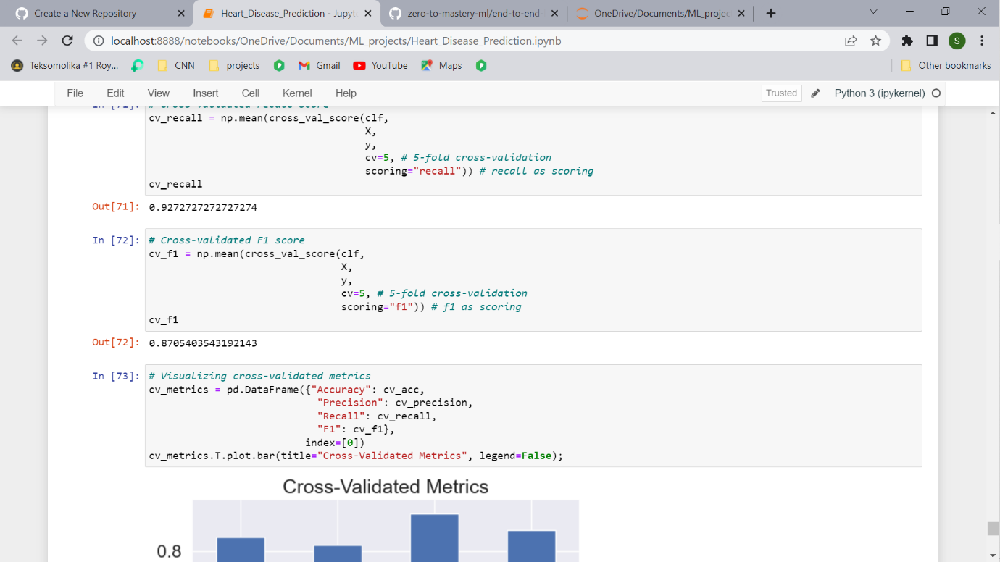 Create a New Repository
Heart_Disease_Prediction - Jupyt
zero-to-mastery-ml/end-to-end-
OneDrive/Documents/ML_projec
localhost:8888/notebooks/OneDrive/Documents/ML_projects/Heart_Disease_Prediction.ipynb
S
Teksomolika #1 Roy...
CNN
projects
Gmail
YouTube
Maps
Other bookmarks
File Edit View Insert Cell Kernel Help
Trusted
Python 3 (ipykernel)
In [71]: # Cross-validated recall score
cv_recall = np.mean(cross_val_score(clf,
X,
y,
cv=5, # 5-fold cross-validation
scoring="recall")) # recall as scoring
cv_recall
Out[71]: 0.9272727272727274
In [72]: # Cross-validated F1 score
cv_f1 = np.mean(cross_val_score(clf,
X,
y,
cv=5, # 5-fold cross-validation
scoring="f1")) # f1 as scoring
cv_f1
Out[72]: 0.8705403543192143
In [73]: # Visualizing cross-validated metrics
cv_metrics = pd.DataFrame({"Accuracy": cv_acc,
"Precision": cv_precision,
"Recall": cv_recall,
"F1": cv_f1},
index=[0])
cv_metrics.T.plot.bar(title="Cross-Validated Metrics", legend=False);
Cross-Validated Metrics
0.8